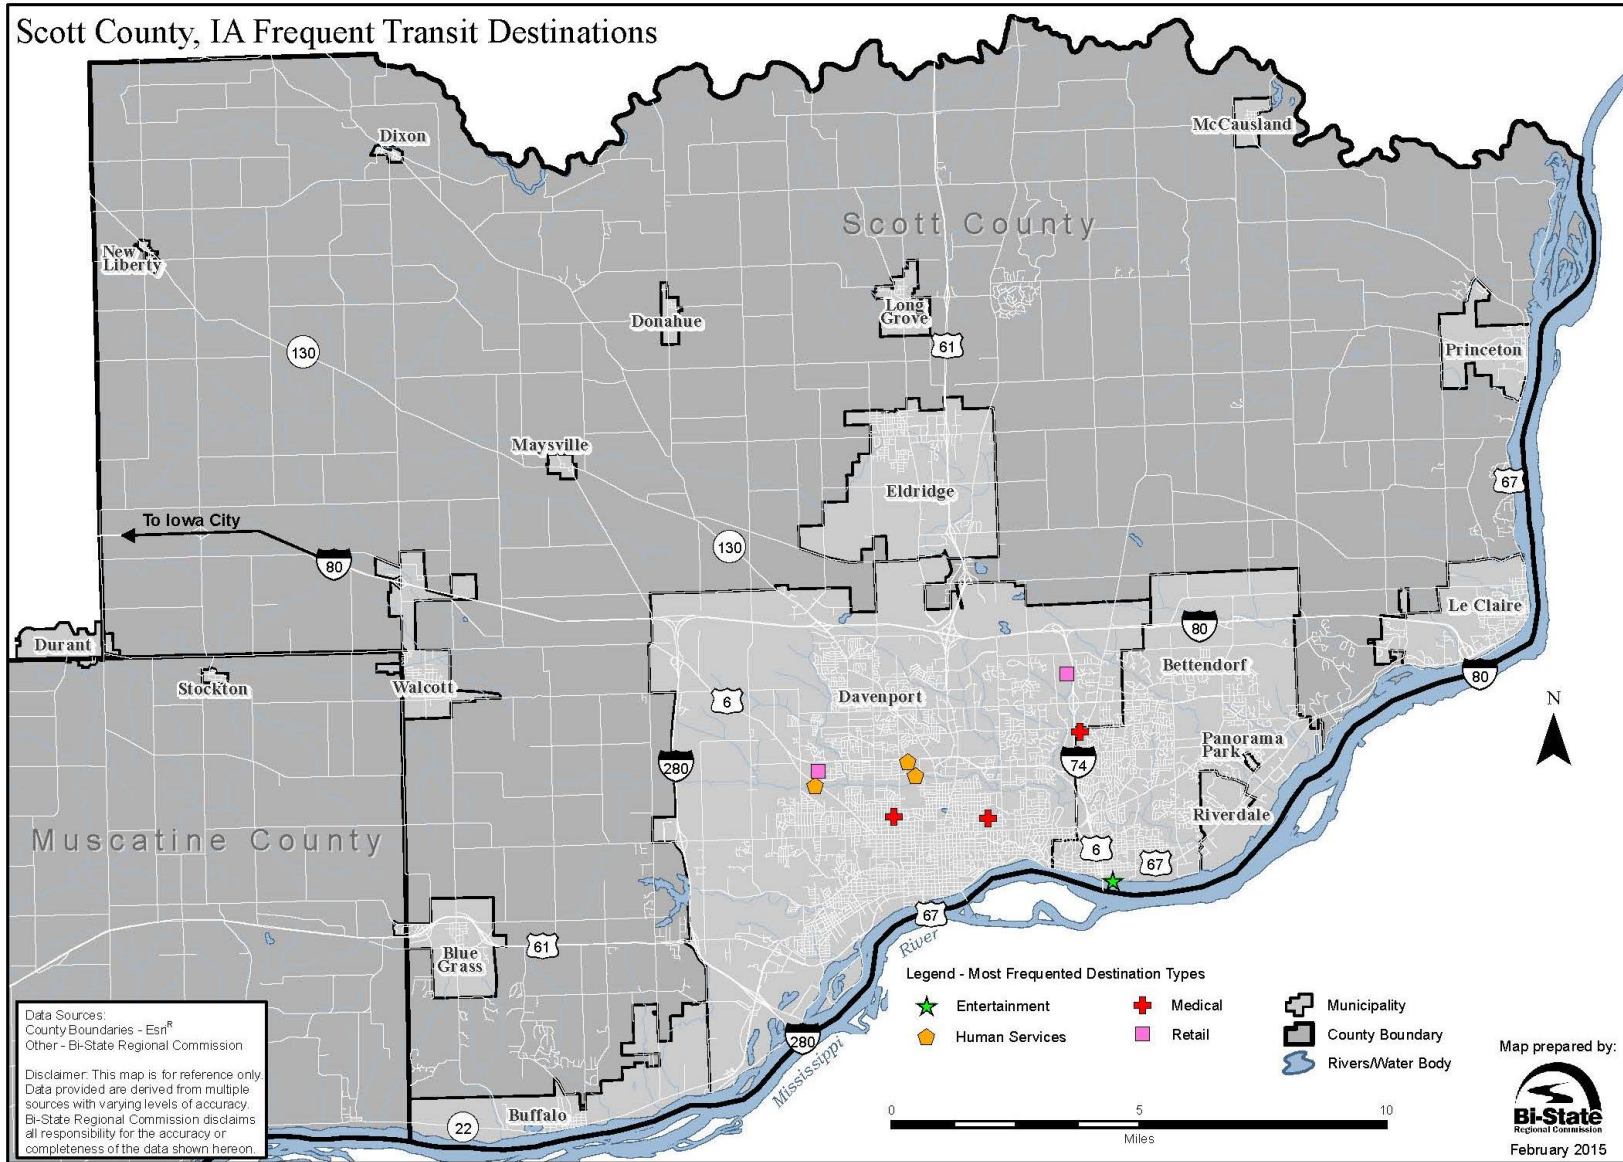 Scott County, IA Frequent Transit Destinations
Dixon
McCausland
Scott County
New
Liberty
Donahue
Long
Grove
61
130
Princeton
Maysville
67
Eldridge
To Iowa City
130
80
Le Claire
Durant
80
Bettendorf
Stockton
Walcott
6
Davenport
80
N
Panorama
Park
280
74
Riverdale
Muscatine County
6
67
67
River
Blue
Grass
61
Legend - Most Frequented Destination Types
Entertainment
Medical
Municipality
Human Services
Retail
County Boundary
Rivers/Water Body
280
Mississippi
Data Sources:
County Boundaries - Esri R
Other - Bi-State Regional Commission
Disclaimer: This map is for reference only.
Data provided are derived from multiple
sources with varying levels of accuracy.
Bi-State Regional Commission disclaims
all responsibility for the accuracy or
completeness of the data shown hereon.
Buffalo
22
0 5 10
Miles
Map prepared by:
Bi-State
Regional Commission
February 2015